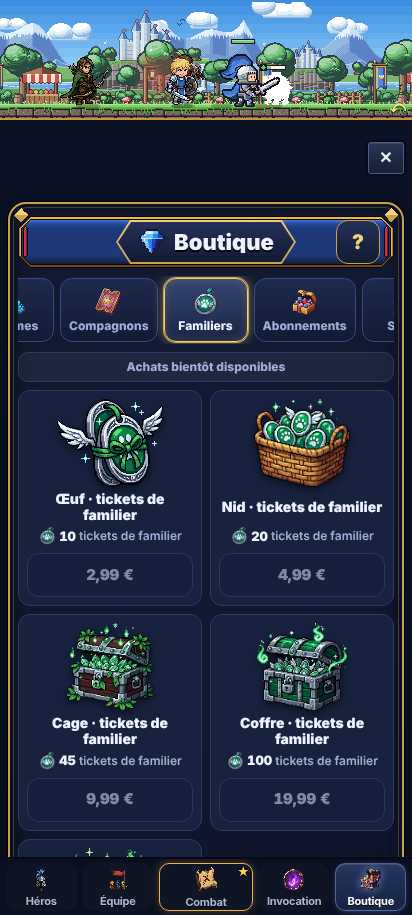 ×
Boutique
?
mes
Compagnons
Familiers
Abonnements
S
Achats bientôt disponibles
Œuf · tickets de
familier
10 tickets de familier
2,99 €
Nid · tickets de familier
20 tickets de familier
4,99 €
Cage · tickets de
familier
45 tickets de familier
9,99 €
Coffre · tickets de
familier
100 tickets de familier
19,99 €
Héros
Équipe
Combat
Invocation
Boutique